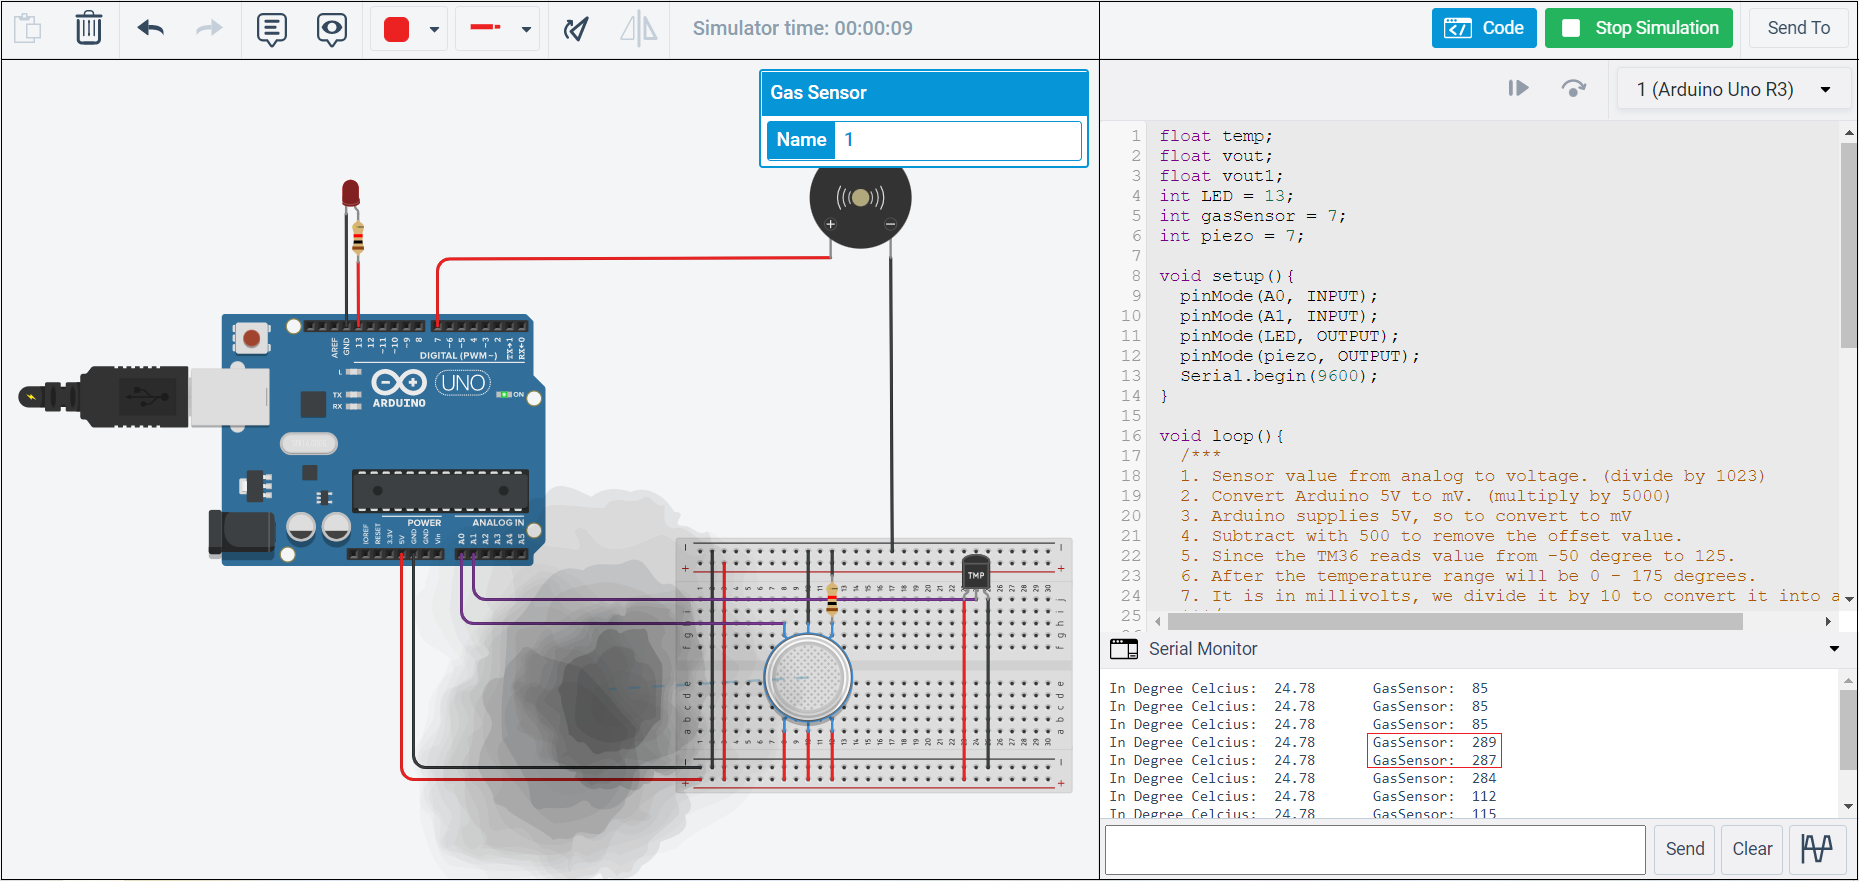 Simulator time: 00:00:09
Code
Stop Simulation
Send To
Gas Sensor
Name 1
1 (Arduino Uno R3)
1 float temp;
2 float vout;
3 float vout1;
4 int LED = 13;
5 int gasSensor = 7;
6 int piezo = 7;
7
8 void setup(){
9 pinMode(A0, INPUT);
10 pinMode(A1, INPUT);
11 pinMode(LED, OUTPUT);
12 pinMode(piezo, OUTPUT);
13 Serial.begin(9600);
14 }
15
16 void loop(){
17 /***
18 1. Sensor value from analog to voltage. (divide by 1023)
19 2. Convert Arduino 5V to mV. (multiply by 5000)
20 3. Arduino supplies 5V, so to convert to mV
21 4. Subtract with 500 to remove the offset value.
22 5. Since the TM36 reads value from -50 degree to 125.
23 6. After the temperature range will be 0 - 175 degrees.
24 7. It is in millivolts, we divide it by 10 to convert it into a
25
Serial Monitor
In Degree Celcius: 24.78 GasSensor: 85
In Degree Celcius: 24.78 GasSensor: 85
In Degree Celcius: 24.78 GasSensor: 85
In Degree Celcius: 24.78 GasSensor: 289
In Degree Celcius: 24.78 GasSensor: 287
In Degree Celcius: 24.78 GasSensor: 284
In Degree Celcius: 24.78 GasSensor: 112
In Degree Celcius: 24.78 GasSensor: 115
Send
Clear
AREF GND 13 12 ~11 ~10 ~9 8 7 ~6 ~5 4 ~3 2 TX→1 RX←0
DIGITAL (PWM~)
L
TX
RX
UNO
ARDUINO
ON
POWER
ANALOG IN
IOREF RESET 3.3V 5V GND GND Vin A0 A1 A2 A3 A4 A5
TMP